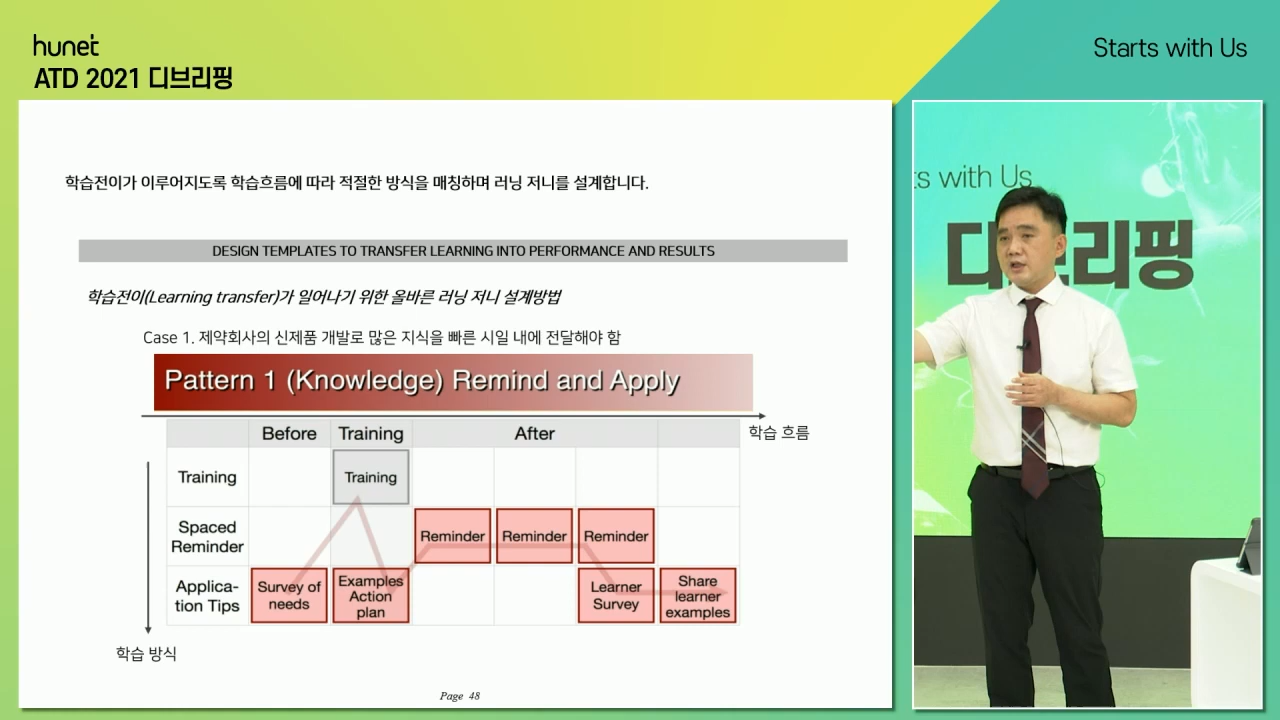 hunet
ATD 2021 디브리핑
Starts with Us
학습전이가 이루어지도록 학습흐름에 따라 적절한 방식을 매칭하며 러닝 저니를 설계합니다.
DESIGN TEMPLATES TO TRANSFER LEARNING INTO PERFORMANCE AND RESULTS
학습전이(Learning transfer)가 일어나기 위한 올바른 러닝 저니 설계방법
Case 1. 제약회사의 신제품 개발로 많은 지식을 빠른 시일 내에 전달해야 함
Pattern 1 (Knowledge) Remind and Apply
학습 흐름
Before Training After
Training Training
Spaced
Reminder
Reminder Reminder Reminder
Applica-
tion Tips
Survey of
needs
Examples
Action
plan
Learner
Survey
Share
learner
examples
학습 방식
Page 48
ts with Us
디브리핑